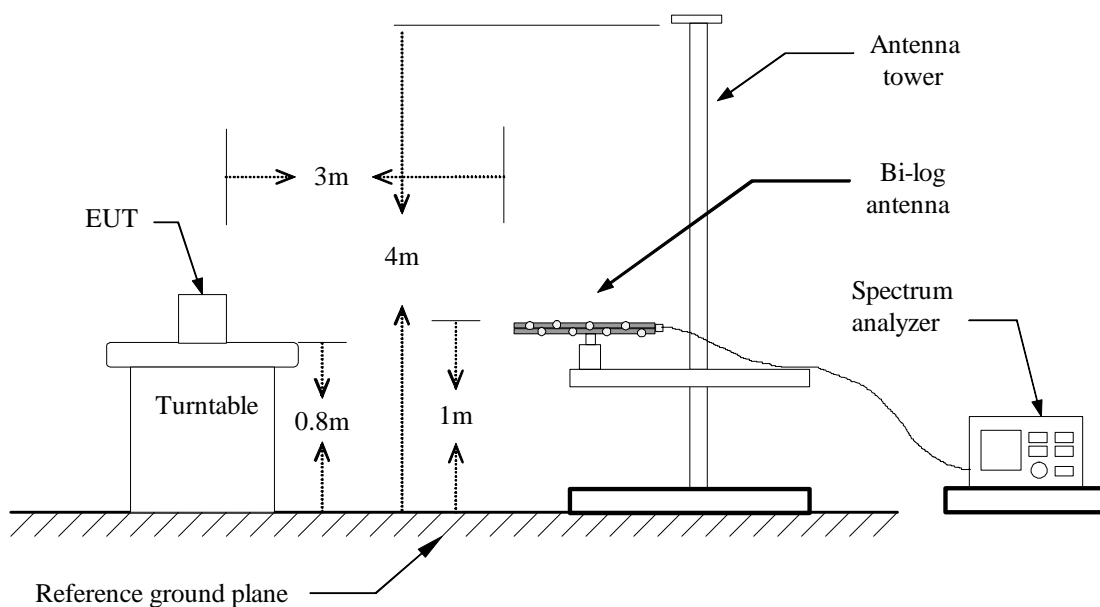 Antenna
tower
3m
Bi-log
antenna
EUT
4m
Spectrum
analyzer
Turntable
0.8m
1m
Reference ground plane